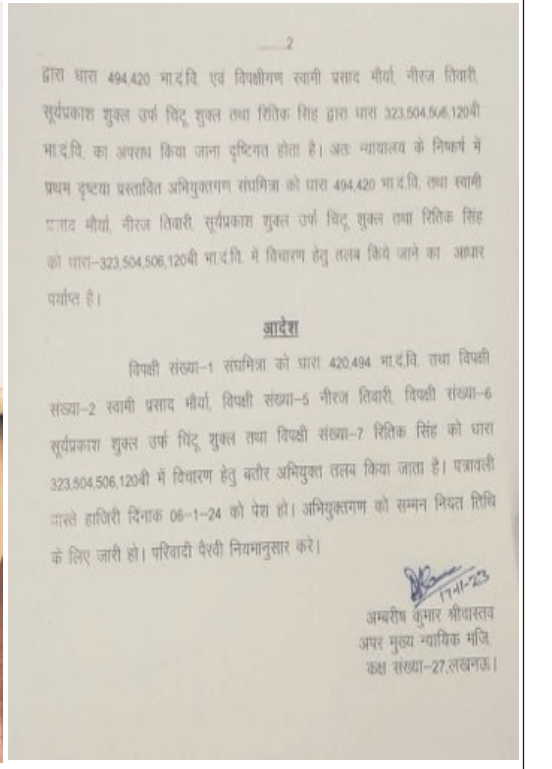 ........2
द्वारा धारा 494,420 भा.दं.वि. एवं विपक्षीगण स्वामी प्रसाद मौर्या, नीरज तिवारी,
सूर्यप्रकाश शुक्ल उर्फ चिंटू शुक्ल तथा रितिक सिंह द्वारा धारा 323,504,506,120बी
भा.दं.वि. का अपराध किया जाना दृष्टिगत होता है। अतः न्यायालय के निष्कर्ष में
प्रथम दृष्टया प्रस्तावित अभियुक्तगण संघमित्रा को धारा 494,420 भा.दं.वि. तथा स्वामी
प्रसाद मौर्या, नीरज तिवारी, सूर्यप्रकाश शुक्ल उर्फ चिंटू शुक्ल तथा रितिक सिंह
को धारा-323,504,506,120बी भा.दं.वि. में विचारण हेतु तलब किये जाने का आधार
पर्याप्त है।
आदेश
विपक्षी संख्या-1 संघमित्रा को धारा 420,494 भा.दं.वि. तथा विपक्षी
संख्या-2 स्वामी प्रसाद मौर्या, विपक्षी संख्या-5 नीरज तिवारी, विपक्षी संख्या-6
सूर्यप्रकाश शुक्ल उर्फ चिंटू शुक्ल तथा विपक्षी संख्या-7 रितिक सिंह को धारा
323,504,506,120बी में विचारण हेतु बतौर अभियुक्त तलब किया जाता है। पत्रावली
वास्ते हाजिरी दिनांक 06-1-24 को पेश हो। अभियुक्तगण को सम्मन नियत तिथि
के लिए जारी हो। परिवादी पैरवी नियमानुसार करे।
17-11-23
अम्बरीष कुमार श्रीवास्तव
अपर मुख्य न्यायिक मजि.
कक्ष संख्या-27,लखनऊ।